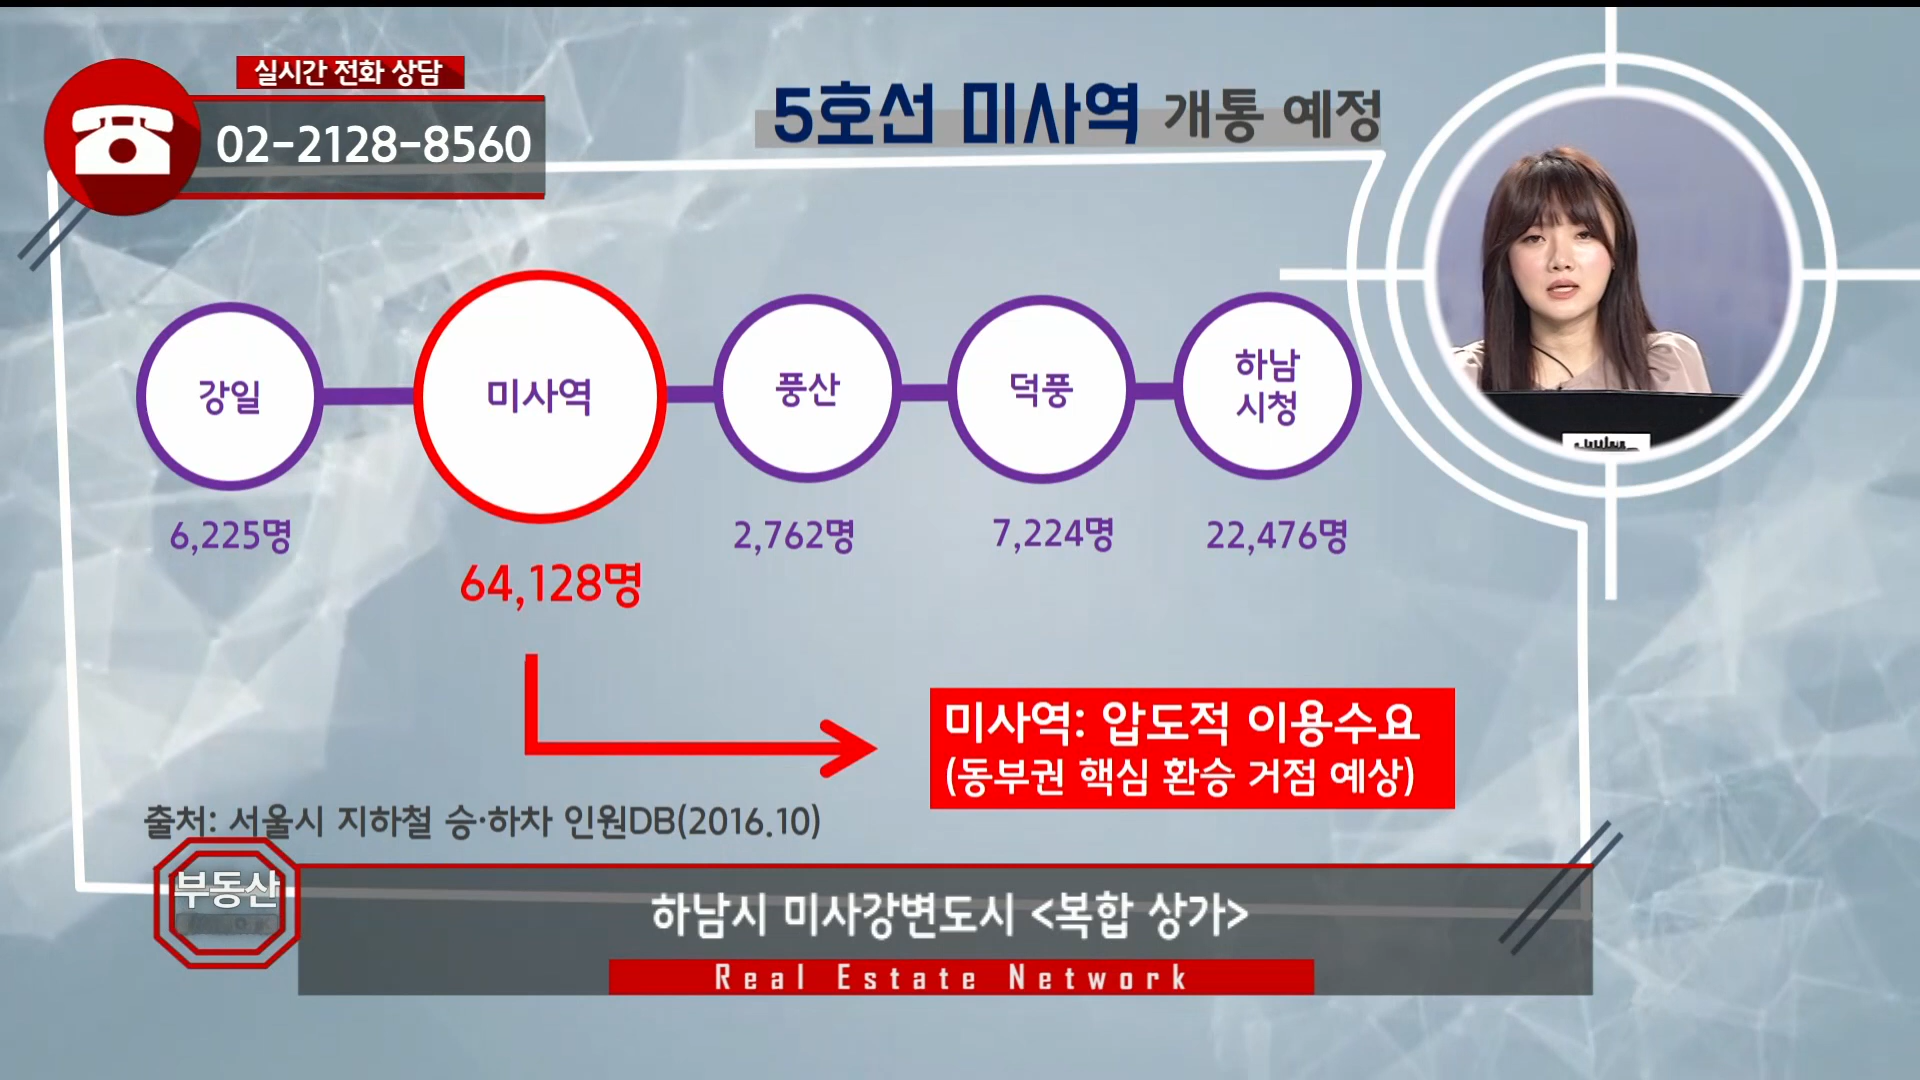 실시간 전화 상담
02-2128-8560
5호선 미사역 개통 예정
강일
미사역
풍산
덕풍
하남
시청
6,225명
64,128명
2,762명
7,224명
22,476명
미사역: 압도적 이용수요
(동부권 핵심 환승 거점 예상)
출처: 서울시 지하철 승·하차 인원DB(2016.10)
부동산
하남시 미사강변도시 <복합 상가>
Real Estate Network